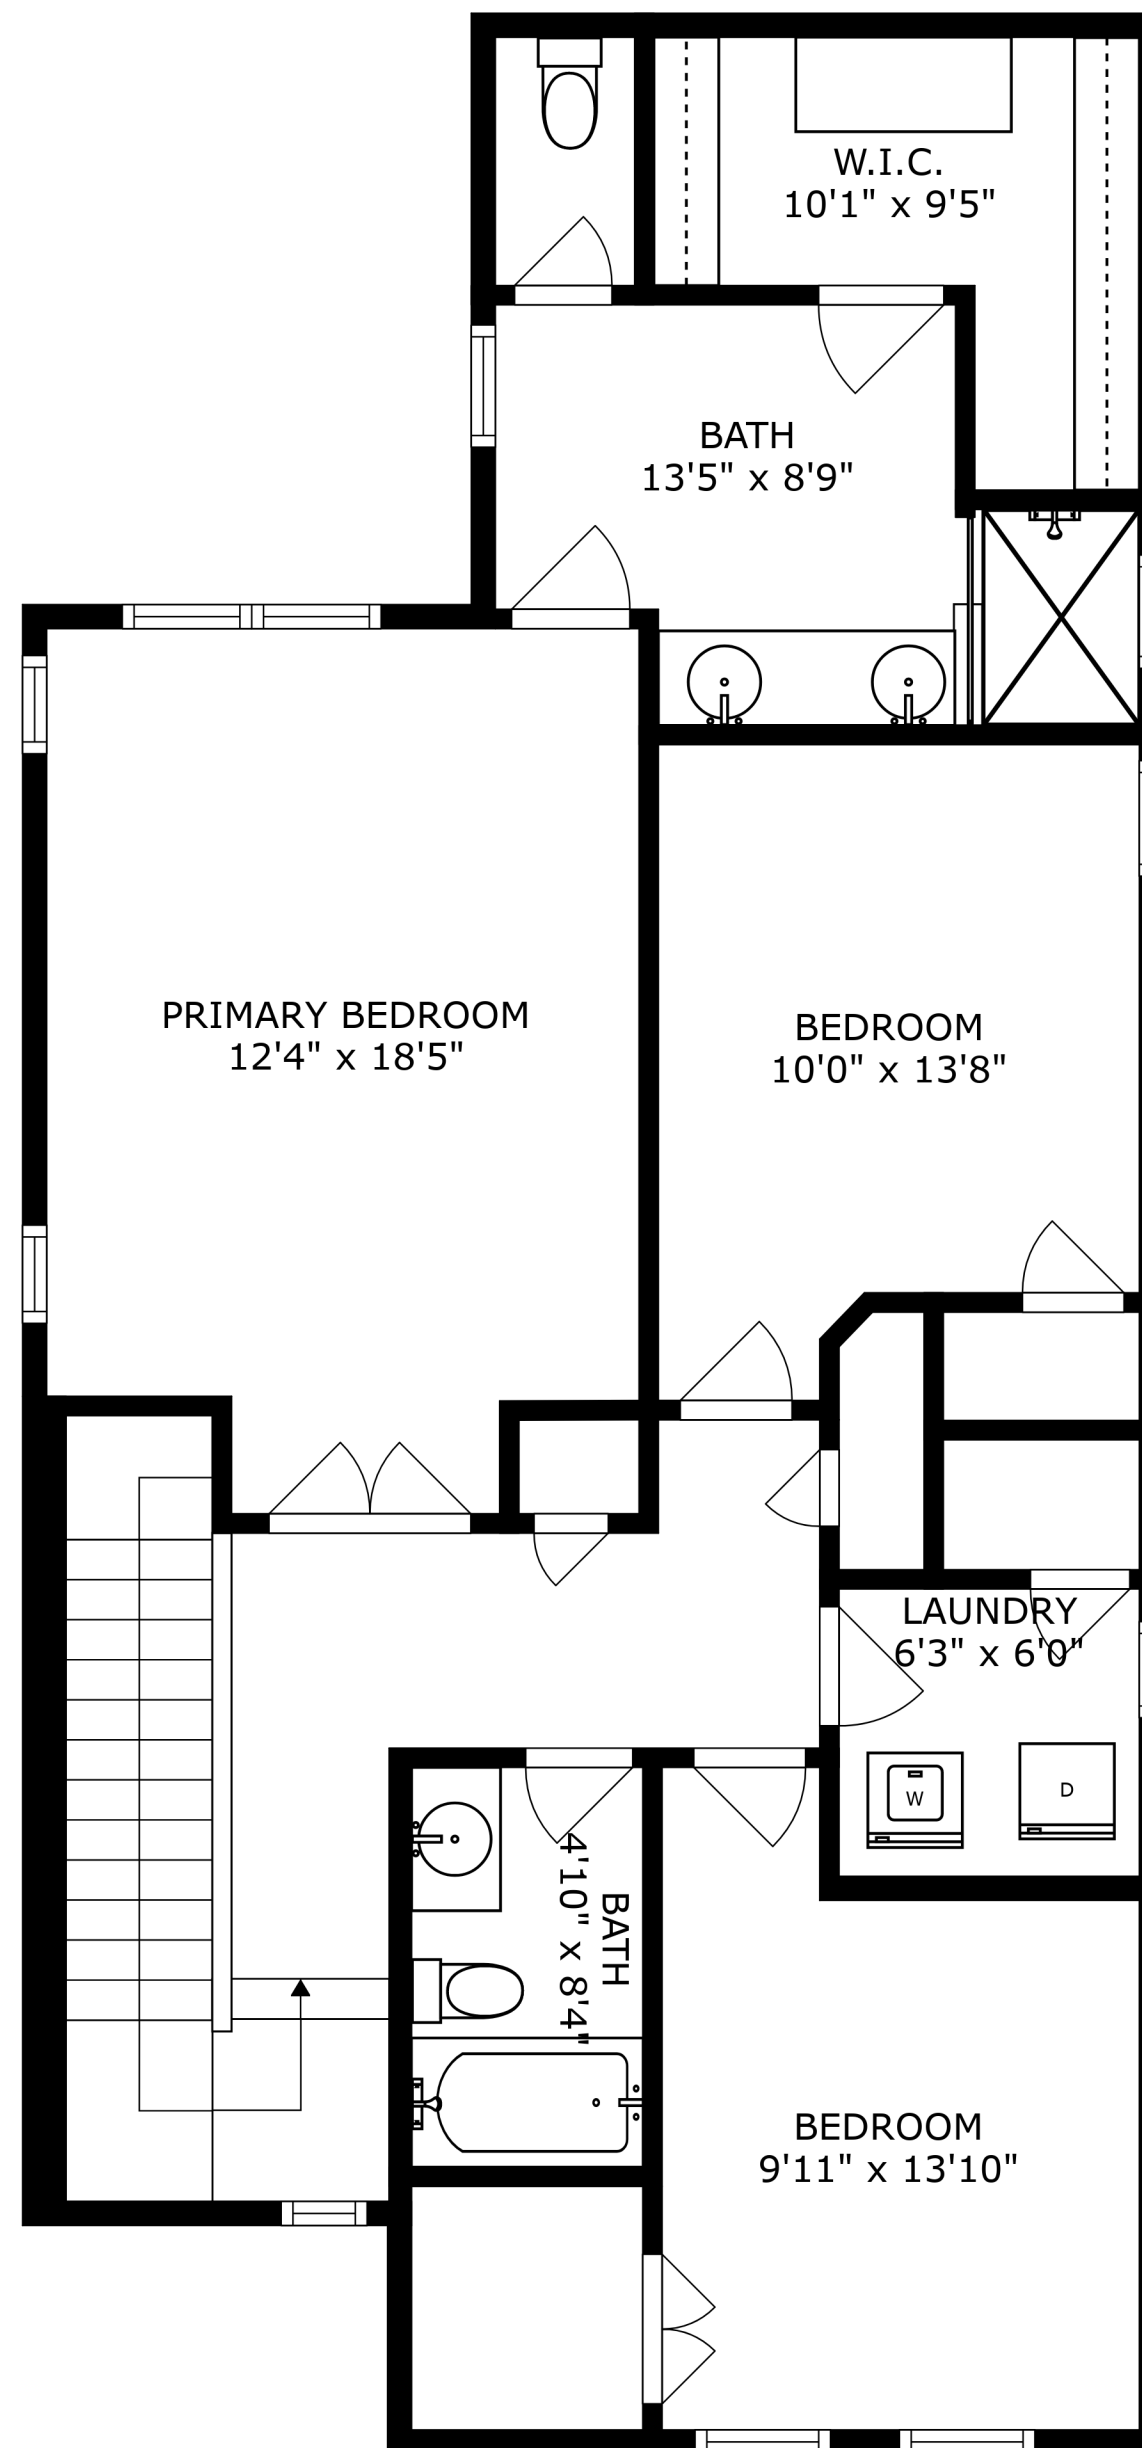 W.I.C.
10'1" x 9'5"
BATH
13'5" x 8'9"
PRIMARY BEDROOM
12'4" x 18'5"
BEDROOM
10'0" x 13'8"
LAUNDRY
6'3" x 6'0"
W
D
BATH
4'10" x 8'4"
BEDROOM
9'11" x 13'10"